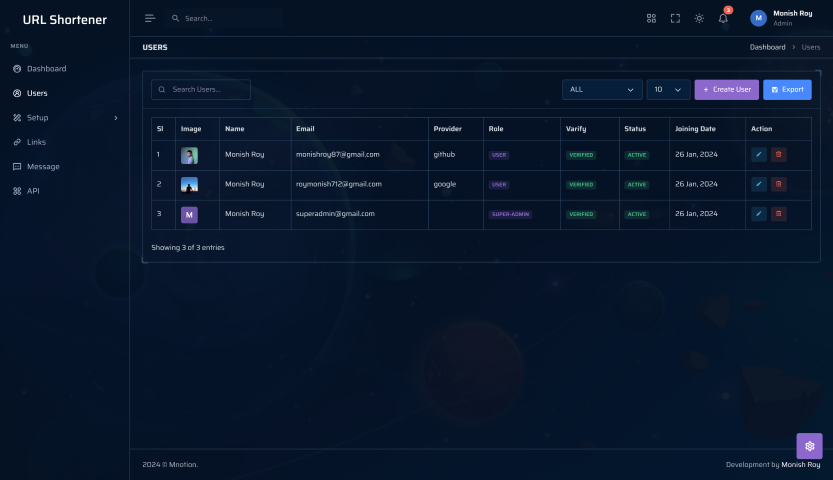 URL Shortener
Search...
3
M
Monish Roy
Admin
MENU
Dashboard
Users
Setup
Links
Message
API
USERS
Dashboard > Users
Search Users...
ALL
10
+ Create User
Export
Sl Image Name Email Provider Role Varify Status Joining Date Action
1 Monish Roy monishroy87@gmail.com github USER VERIFIED ACTIVE 26 Jan, 2024
2 Monish Roy roymonish712@gmail.com google USER VERIFIED ACTIVE 26 Jan, 2024
3 M Monish Roy superadmin@gmail.com SUPER-ADMIN VERIFIED ACTIVE 26 Jan, 2024
Showing 3 of 3 entries
2024 © Mnotion.
Development by Monish Roy